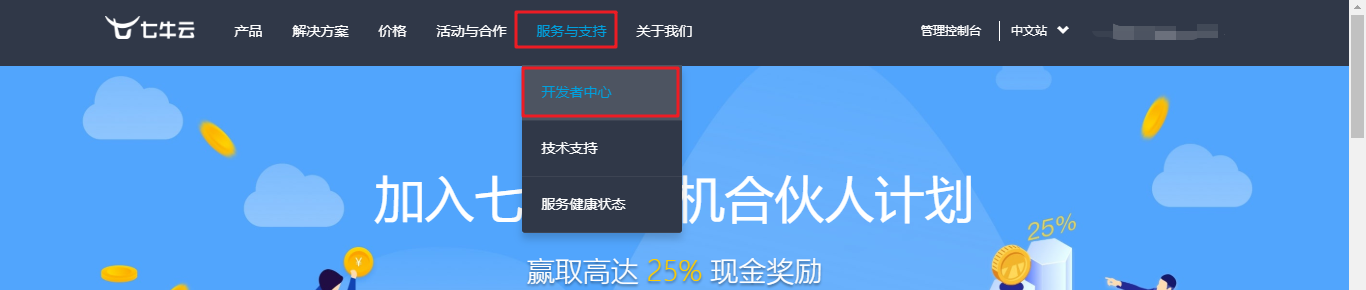 七牛云 产品 解决方案 价格 活动与合作 服务与支持 关于我们 管理控制台 中文站
开发者中心
技术支持
服务健康状态
加入七 机合伙人计划
25%
赢取高达 25% 现金奖励
¥